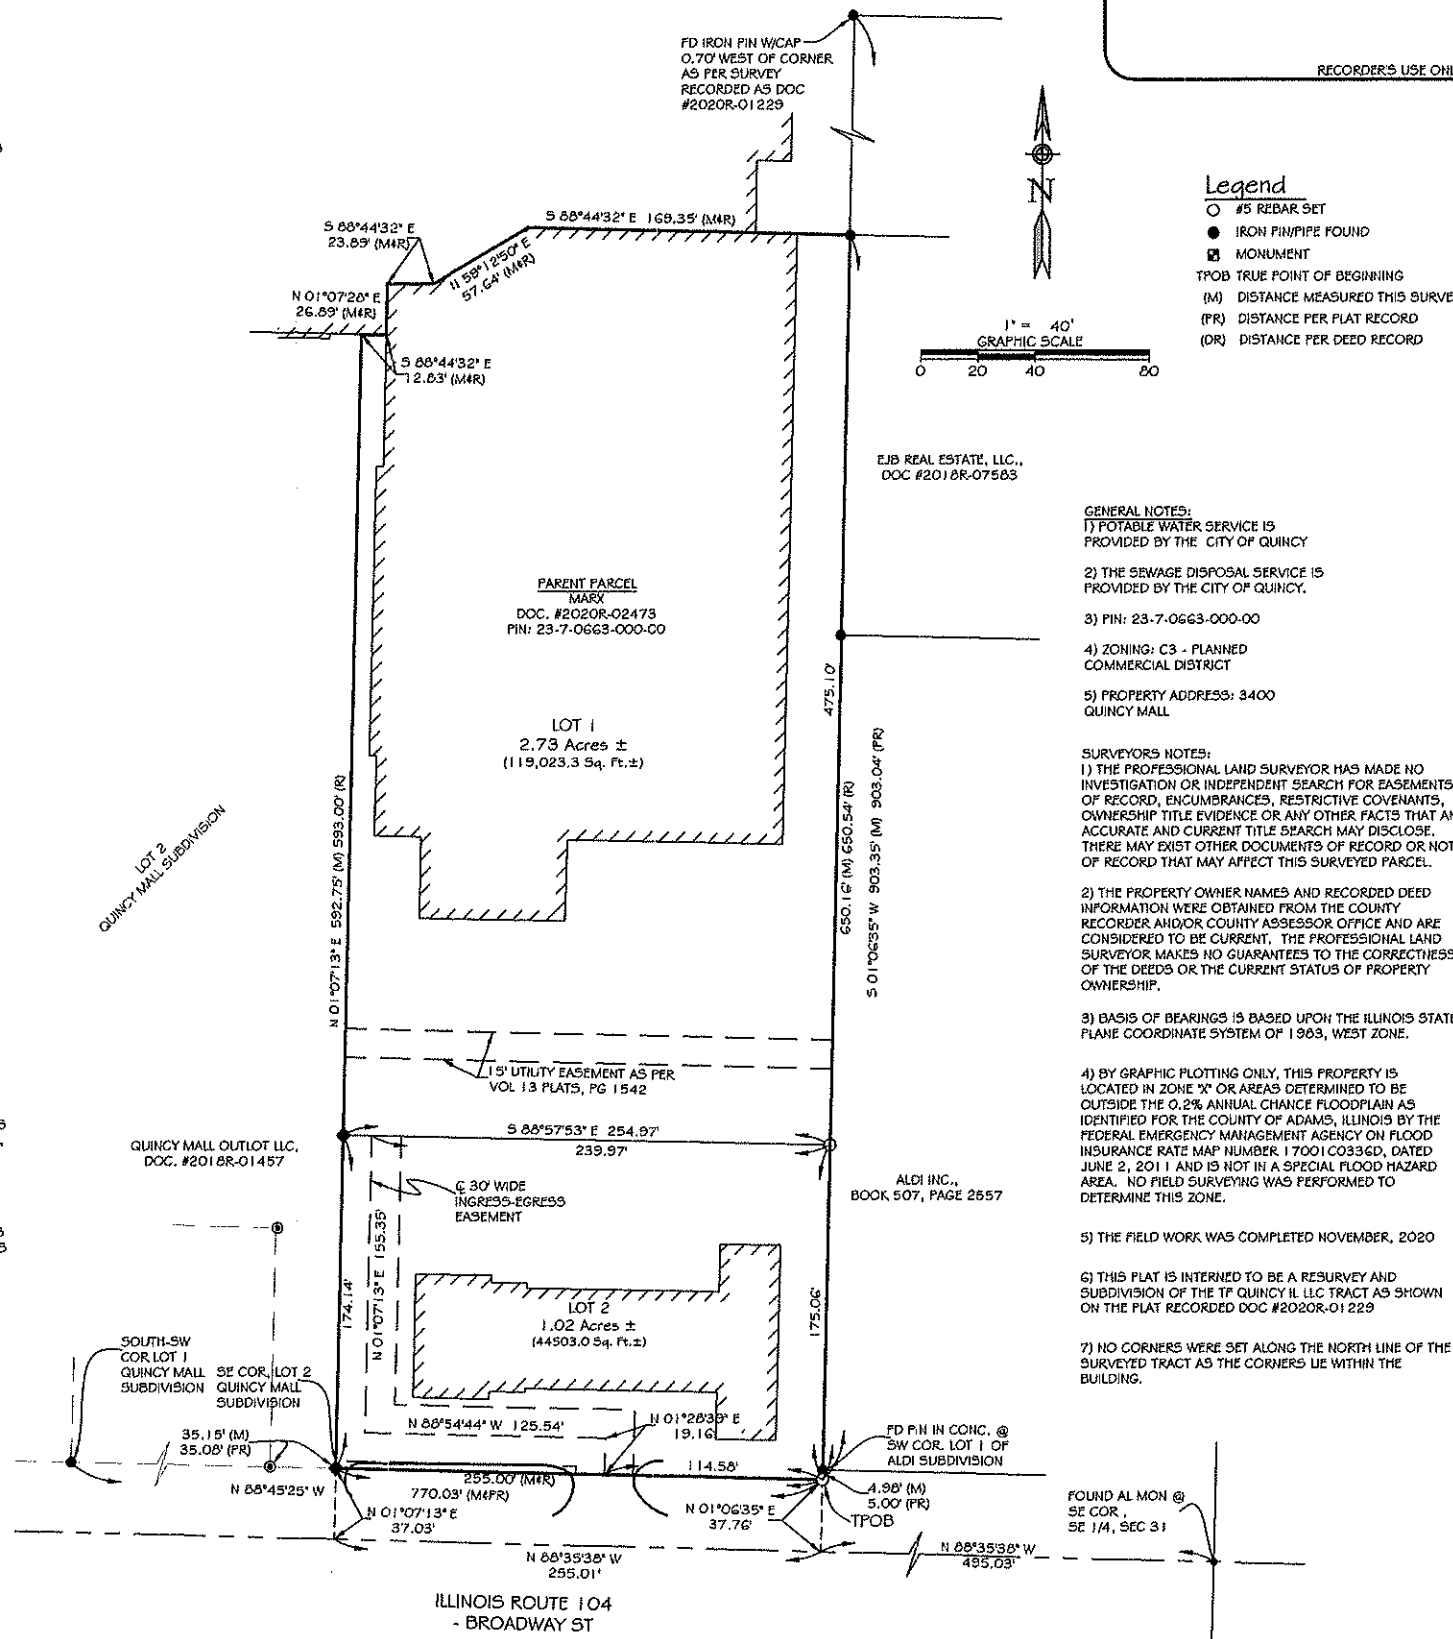 RECORDER'S USE
FD IRON PIN W/CAP
0.70' WEST OF CORNER
AS PER SURVEY
RECORDED AS DOC
#2020R-01229
N
Legend
#5 REBAR SET
IRON PIN/PIPE FOUND
MONUMENT
TPOB TRUE POINT OF BEGINNING
(M) DISTANCE MEASURED THIS
(PR) DISTANCE PER PLAT RECORD
(DR) DISTANCE PER DEED RECORD
1" = 40'
GRAPHIC SCALE
0 20 40 80
S 88°44'32" E 169.35' (M&R)
S 88°44'32" E
23.89' (M&R)
N 58°12'50" E
57.64' (M&R)
N 01°07'28" E
26.89' (M&R)
S 88°44'32" E
12.83' (M&R)
EJB REAL ESTATE, LLC.,
DOC #2018R-07583
PARENT PARCEL
MARX
DOC. #2020R-02473
PIN: 23-7-0663-000-00
LOT 1
2.73 Acres ±
(119,023.3 Sq. Ft.±)
GENERAL NOTES:
1) POTABLE WATER SERVICE IS
PROVIDED BY THE CITY OF QUINCY
2) THE SEWAGE DISPOSAL SERVICE IS
PROVIDED BY THE CITY OF QUINCY.
3) PIN: 23-7-0663-000-00
4) ZONING: C3 - PLANNED
COMMERCIAL DISTRICT
5) PROPERTY ADDRESS: 3400
QUINCY MALL
SURVEYORS NOTES:
1) THE PROFESSIONAL LAND SURVEYOR HAS MADE NO
INVESTIGATION OR INDEPENDENT SEARCH FOR EASEMENTS
OF RECORD, ENCUMBRANCES, RESTRICTIVE COVENANTS,
OWNERSHIP TITLE EVIDENCE OR ANY OTHER FACTS THAT
ACCURATE AND CURRENT TITLE SEARCH MAY DISCLOSE.
THERE MAY EXIST OTHER DOCUMENTS OF RECORD OR NOT
OF RECORD THAT MAY AFFECT THIS SURVEYED PARCEL.
2) THE PROPERTY OWNER NAMES AND RECORDED DEED
INFORMATION WERE OBTAINED FROM THE COUNTY
RECORDER AND/OR COUNTY ASSESSOR OFFICE AND ARE
CONSIDERED TO BE CURRENT. THE PROFESSIONAL LAND
SURVEYOR MAKES NO GUARANTEES TO THE CORRECTNESS
OF THE DEEDS OR THE CURRENT STATUS OF PROPERTY
OWNERSHIP.
3) BASIS OF BEARINGS IS BASED UPON THE ILLINOIS
PLANE COORDINATE SYSTEM OF 1983, WEST ZONE.
4) BY GRAPHIC PLOTTING ONLY, THIS PROPERTY IS
LOCATED IN ZONE "X" OR AREAS DETERMINED TO BE
OUTSIDE THE 0.2% ANNUAL CHANCE FLOODPLAIN AS
IDENTIFIED FOR THE COUNTY OF ADAMS, ILLINOIS BY THE
FEDERAL EMERGENCY MANAGEMENT AGENCY ON FLOOD
INSURANCE RATE MAP NUMBER 17001C0336D, DATED
JUNE 2, 2011 AND IS NOT IN A SPECIAL FLOOD HAZARD
AREA. NO FIELD SURVEYING WAS PERFORMED TO
DETERMINE THIS ZONE.
5) THE FIELD WORK WAS COMPLETED NOVEMBER, 2020
6) THIS PLAT IS INTERNED TO BE A RESURVEY AND
SUBDIVISION OF THE TF QUINCY IL LLC TRACT AS SHOWN
ON THE PLAT RECORDED DOC #2020R-01229
7) NO CORNERS WERE SET ALONG THE NORTH LINE OF THE
SURVEYED TRACT AS THE CORNERS LIE WITHIN THE
BUILDING.
475.10'
650.16' (M) 650.54' (R)
S 01°06'35" W 903.35' (M) 903.04' (PR)
N 01°07'13" E 592.75' (M) 593.00' (R)
LOT 2
QUINCY MALL SUBDIVISION
15' UTILITY EASEMENT AS PER
VOL 13 PLATS, PG 1542
S 88°57'53" E 254.97'
239.97'
QUINCY MALL OUTLOT LLC,
DOC. #2018R-01457
℄ 30' WIDE
INGRESS-EGRESS
EASEMENT
ALDI INC.,
BOOK 507, PAGE 2657
174.14'
N 01°07'13" E 155.35'
175.06'
LOT 2
1.02 Acres ±
(44503.0 Sq. Ft.±)
SOUTH-SW
COR LOT 1
QUINCY MALL
SUBDIVISION
SE COR, LOT 2
QUINCY MALL
SUBDIVISION
N 88°54'44" W 125.54'
N 01°28'39" E
19.16'
114.58'
35.15' (M)
35.08' (PR)
N 88°45'25" W
255.00' (M&R)
770.03' (M&PR)
N 01°07'13" E
37.03'
N 01°06'35" E
37.76'
FD PIN IN CONC. @
SW COR. LOT 1 OF
ALDI SUBDIVISION
4.98' (M)
5.00' (PR)
TPOB
FOUND AL MON @
SE COR,
SE 1/4, SEC 31
N 88°35'38" W
255.01'
N 88°35'38" W
495.03'
ILLINOIS ROUTE 104
- BROADWAY ST